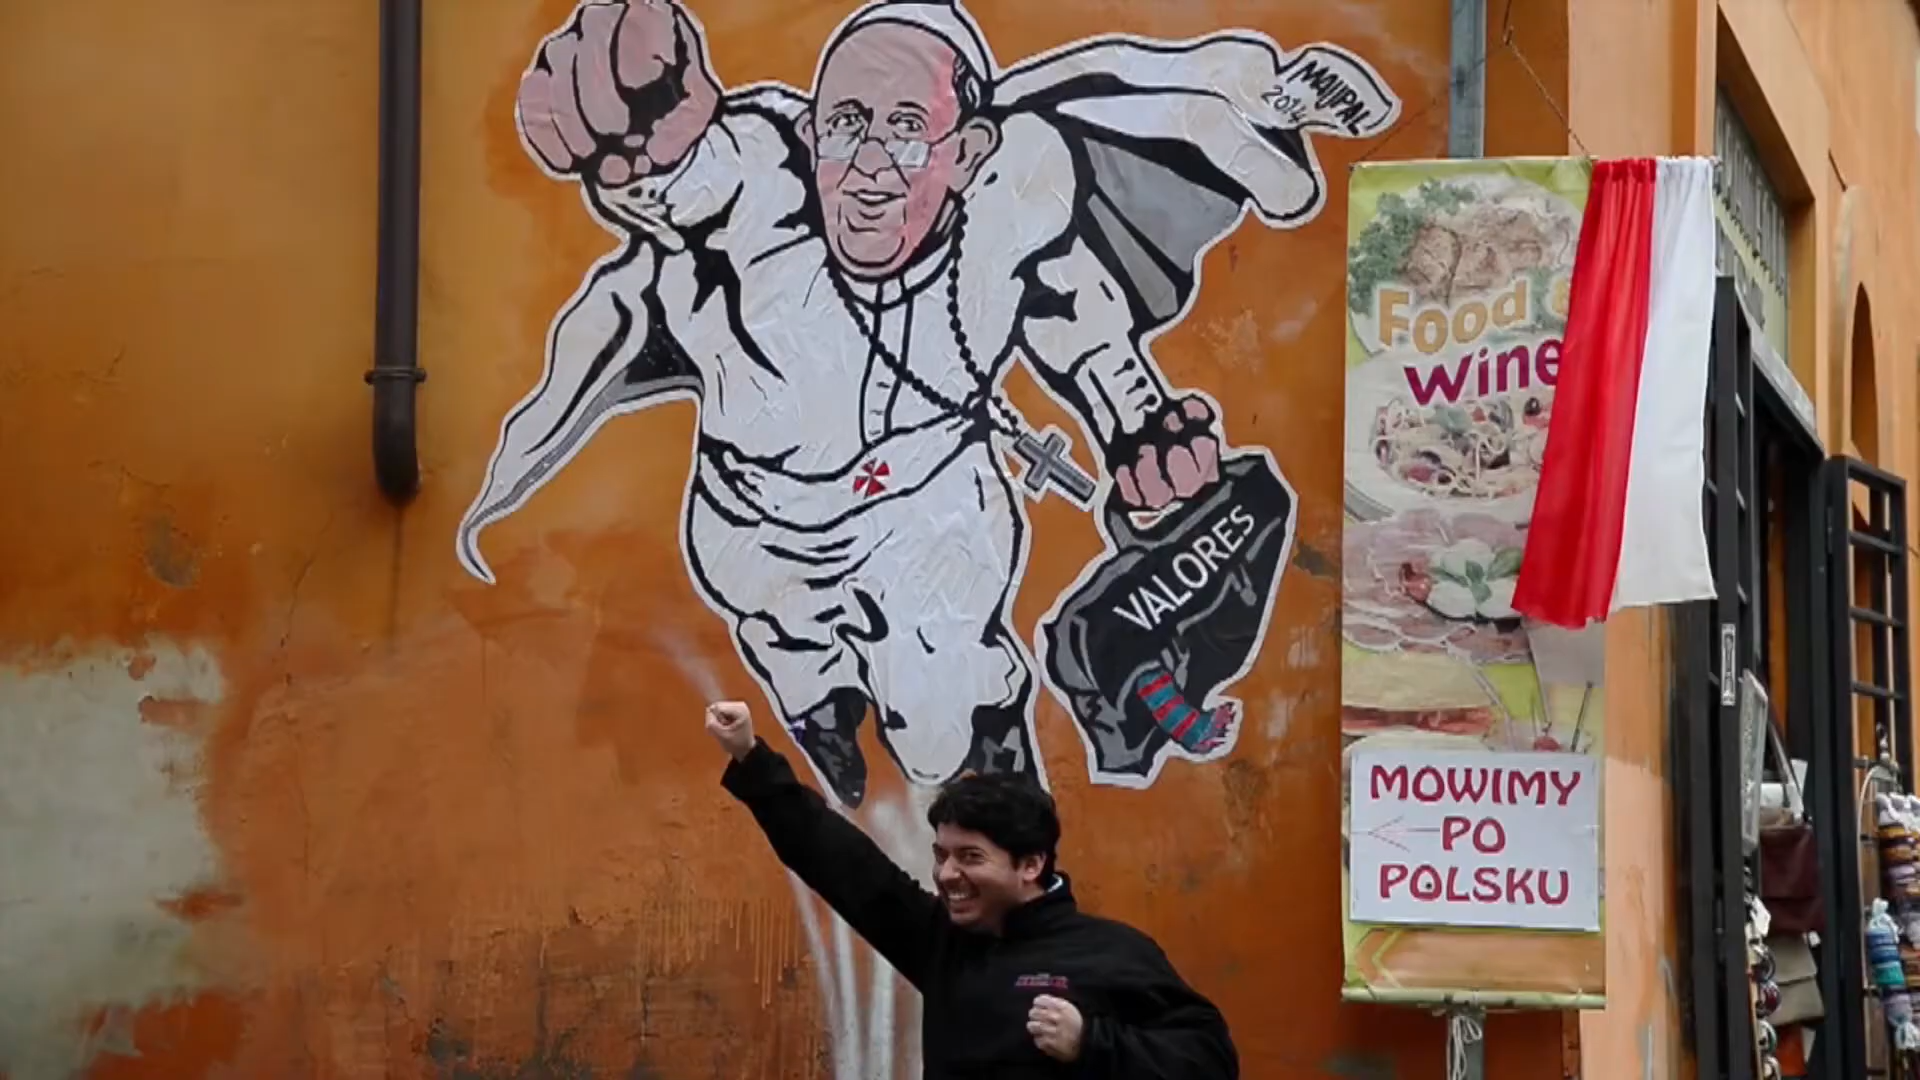 MAUPAL
2014
VALORES
Food &
Wine
MOWIMY
PO
POLSKU